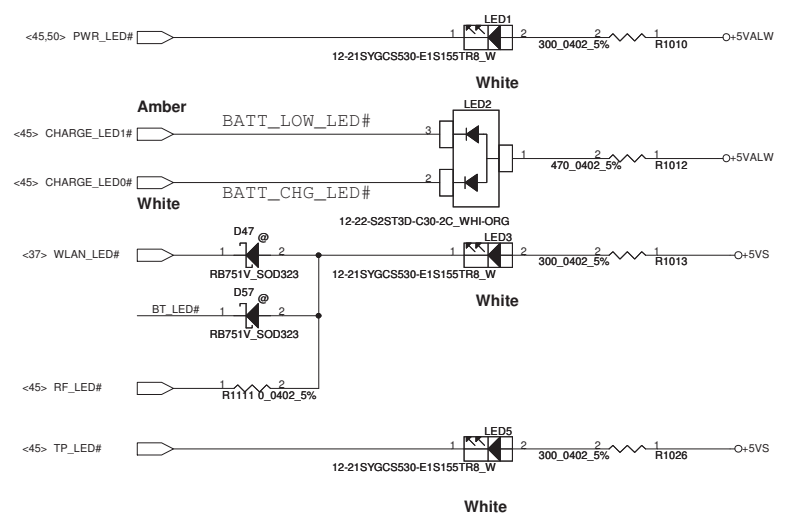 LED1
<45,50> PWR_LED# 1 2 2 1 +5VALW
300_0402_5% R1010
12-21SYGCS530-E1S155TR8_W
White
Amber
LED2
BATT_LOW_LED#
<45> CHARGE_LED1# 3
1 2 1 +5VALW
470_0402_5% R1012
<45> CHARGE_LED0# 2
BATT_CHG_LED#
White
12-22-S2ST3D-C30-2C_WHI-ORG
D47 @
LED3
<37> WLAN_LED# 1 2 1 2 2 1 +5VS
300_0402_5% R1013
RB751V_SOD323 12-21SYGCS530-E1S155TR8_W
D57 @
White
BT_LED# 1 2
RB751V_SOD323
<45> RF_LED# 1 2
R1111 0_0402_5%
LED5
<45> TP_LED# 1 2 2 1 +5VS
300_0402_5% R1026
12-21SYGCS530-E1S155TR8_W
White